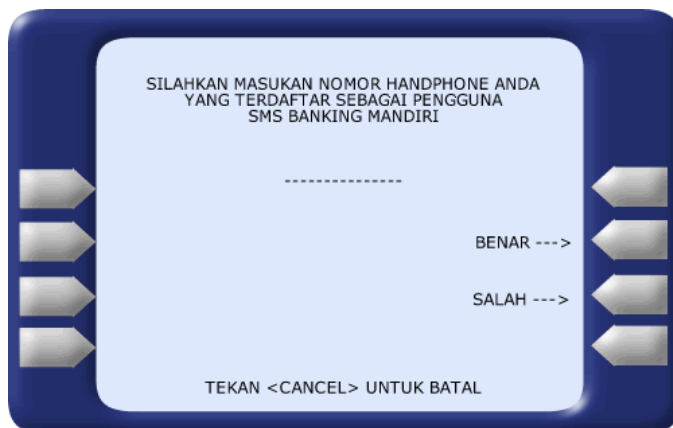 SILAHKAN MASUKAN NOMOR HANDPHONE ANDA
YANG TERDAFTAR SEBAGAI PENGGUNA
SMS BANKING MANDIRI
---------------
BENAR --->
SALAH --->
TEKAN <CANCEL> UNTUK BATAL